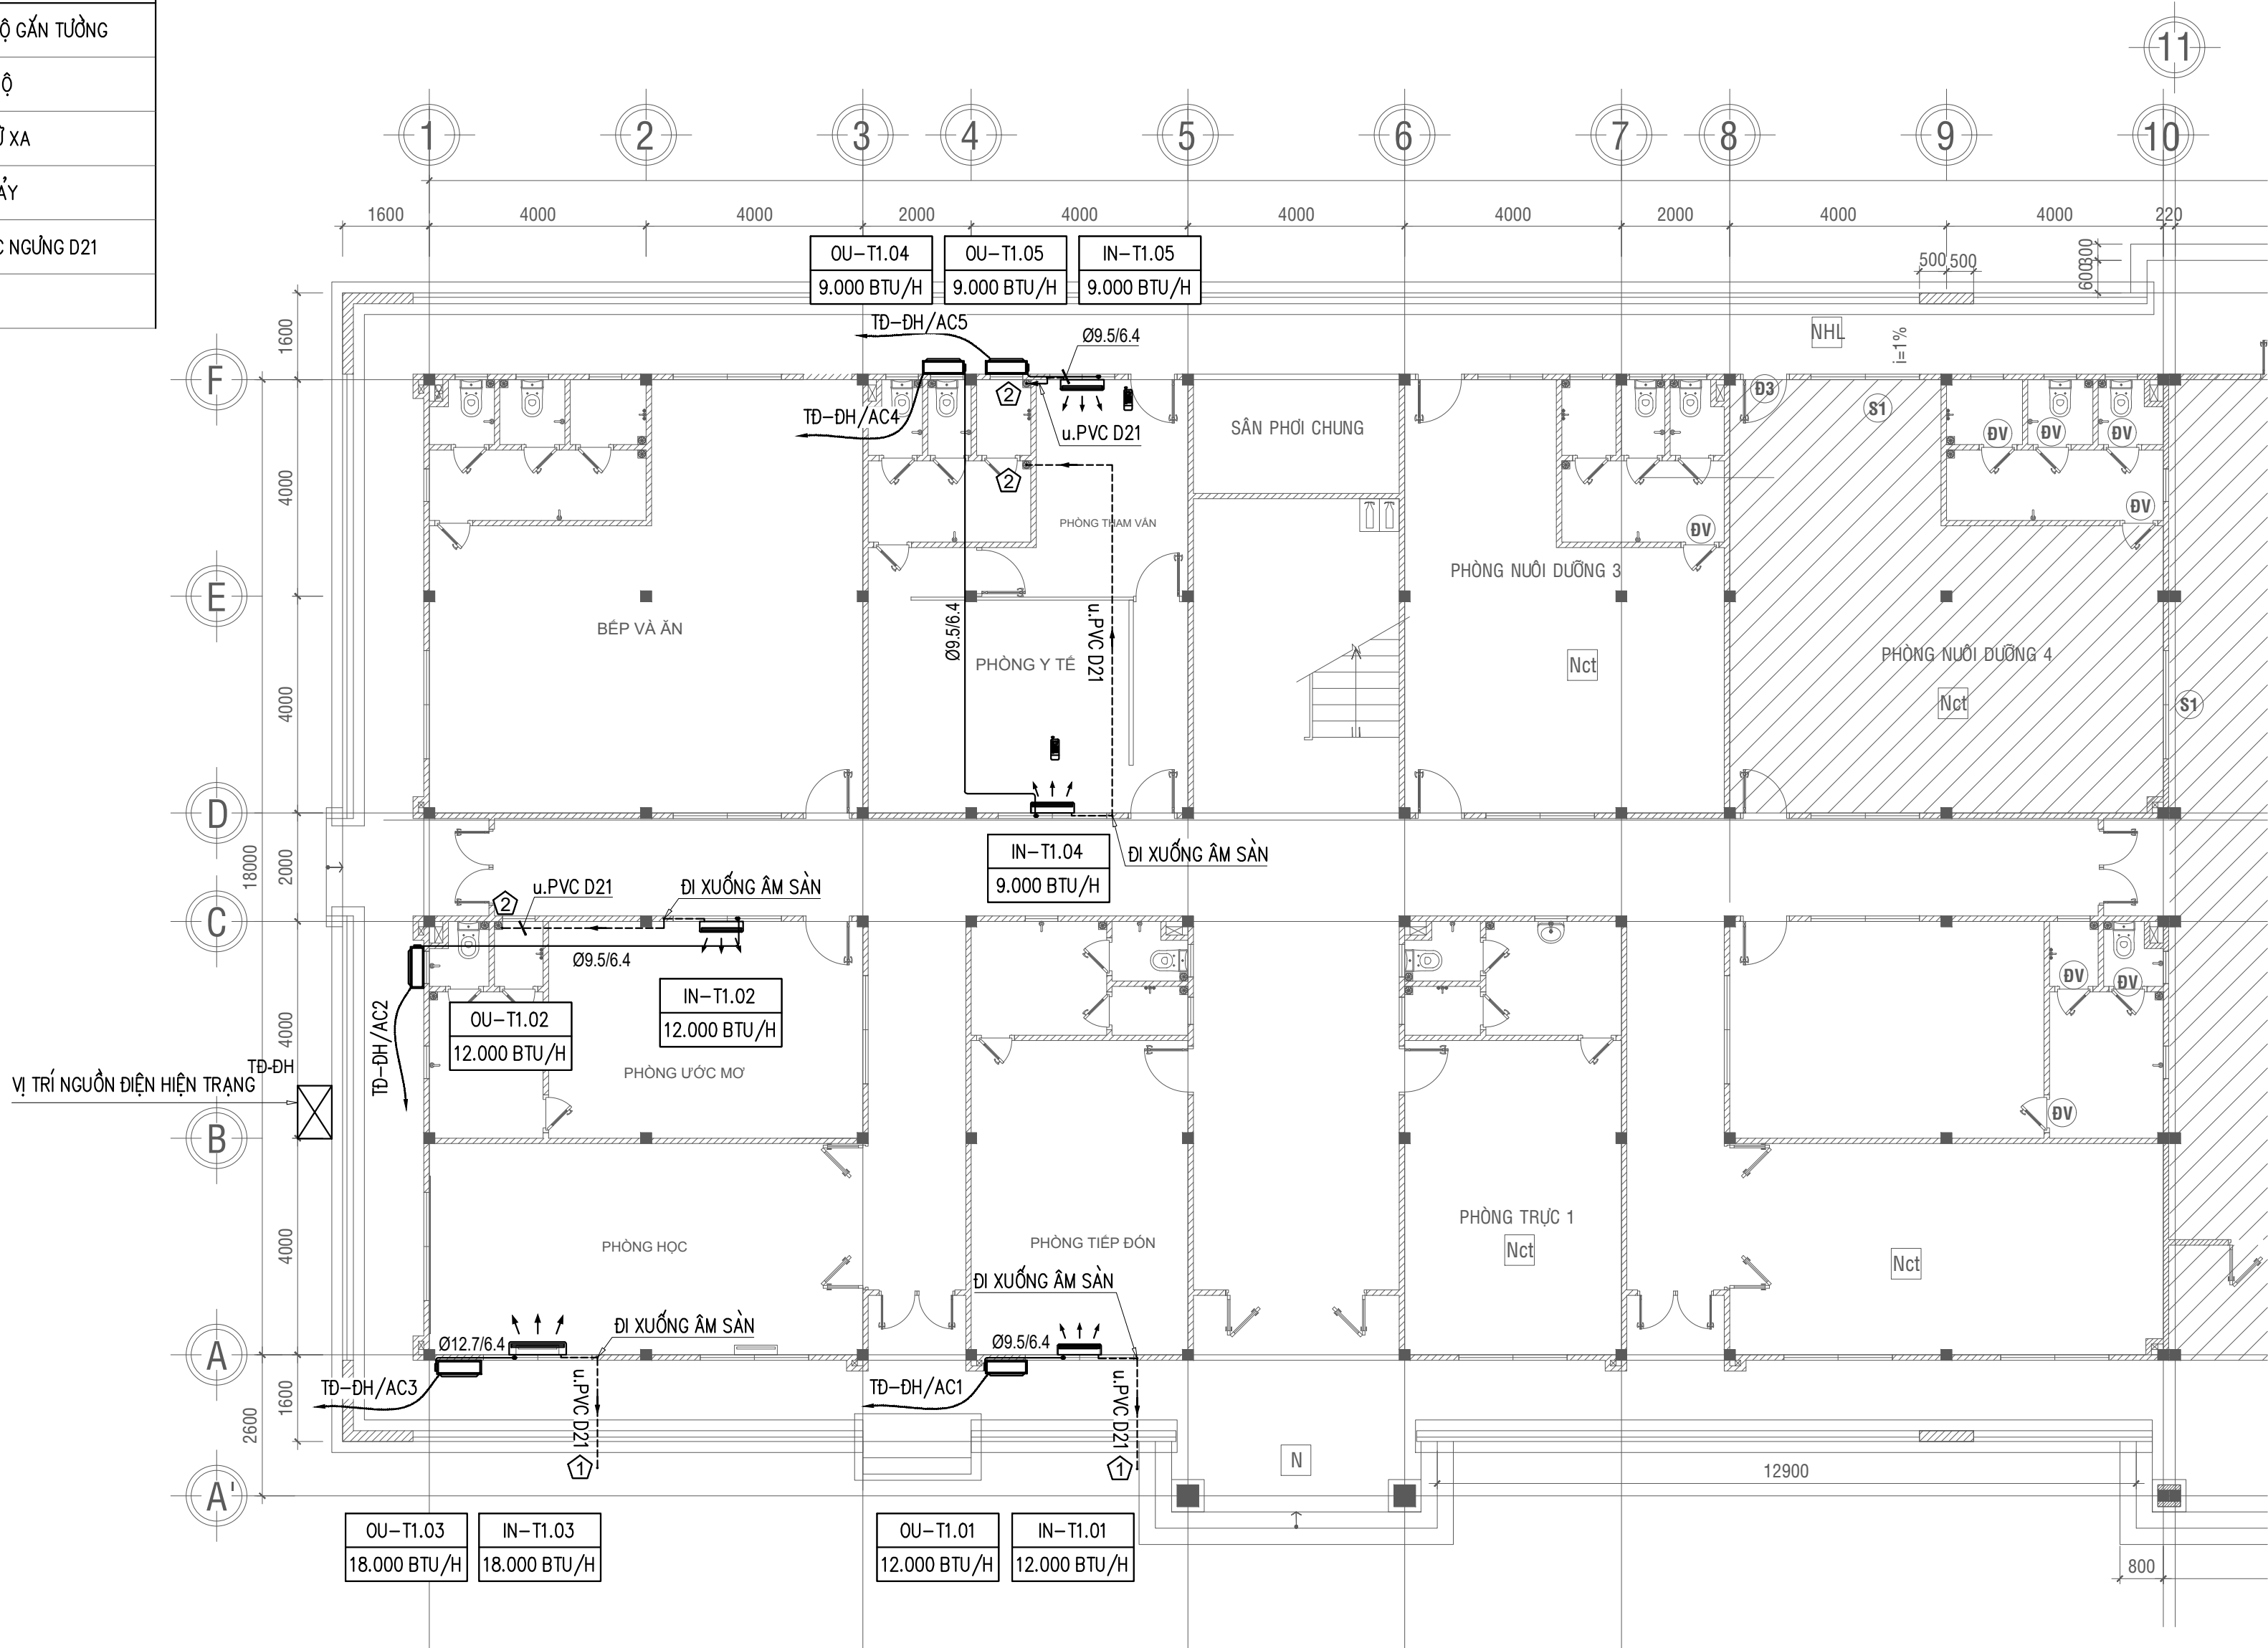 Ộ GẮN TƯỜNG
Ộ
Ừ XA
ẢY
C NGƯNG D21
11
1
2
3
4
5
6
7
8
9
10
1600
4000
4000
2000
4000
4000
4000
2000
4000
4000
220
OU-T1.04
9.000 BTU/H
OU-T1.05
9.000 BTU/H
IN-T1.05
9.000 BTU/H
500
500
600
300
1600
TĐ-ĐH/AC5
Ø9.5/6.4
NHL
i=1%
F
2
Đ3
S1
TĐ-ĐH/AC4
u.PVC D21
SÂN PHƠI CHUNG
ĐV
ĐV
ĐV
2
4000
PHÒNG THAM VẤN
ĐV
ĐV
E
PHÒNG NUÔI DƯỠNG 3
BẾP VÀ ĂN
Ø9.5/6.4
u.PVC D21
PHÒNG Y TẾ
Nct
PHÒNG NUÔI DƯỠNG 4
Nct
S1
4000
D
18000
2000
IN-T1.04
9.000 BTU/H
ĐI XUỐNG ÂM SÀN
u.PVC D21
ĐI XUỐNG ÂM SÀN
2
C
Ø9.5/6.4
ĐV
ĐV
IN-T1.02
12.000 BTU/H
OU-T1.02
12.000 BTU/H
TĐ-ĐH/AC2
4000
TĐ-ĐH
VỊ TRÍ NGUỒN ĐIỆN HIỆN TRẠNG
PHÒNG ƯỚC MƠ
ĐV
B
PHÒNG TRỰC 1
Nct
PHÒNG HỌC
PHÒNG TIẾP ĐÓN
4000
Nct
ĐI XUỐNG ÂM SÀN
ĐI XUỐNG ÂM SÀN
Ø12.7/6.4
Ø9.5/6.4
A
TĐ-ĐH/AC3
TĐ-ĐH/AC1
1600
2600
u.PVC D21
u.PVC D21
1
1
N
12900
A'
OU-T1.03
18.000 BTU/H
IN-T1.03
18.000 BTU/H
OU-T1.01
12.000 BTU/H
IN-T1.01
12.000 BTU/H
800